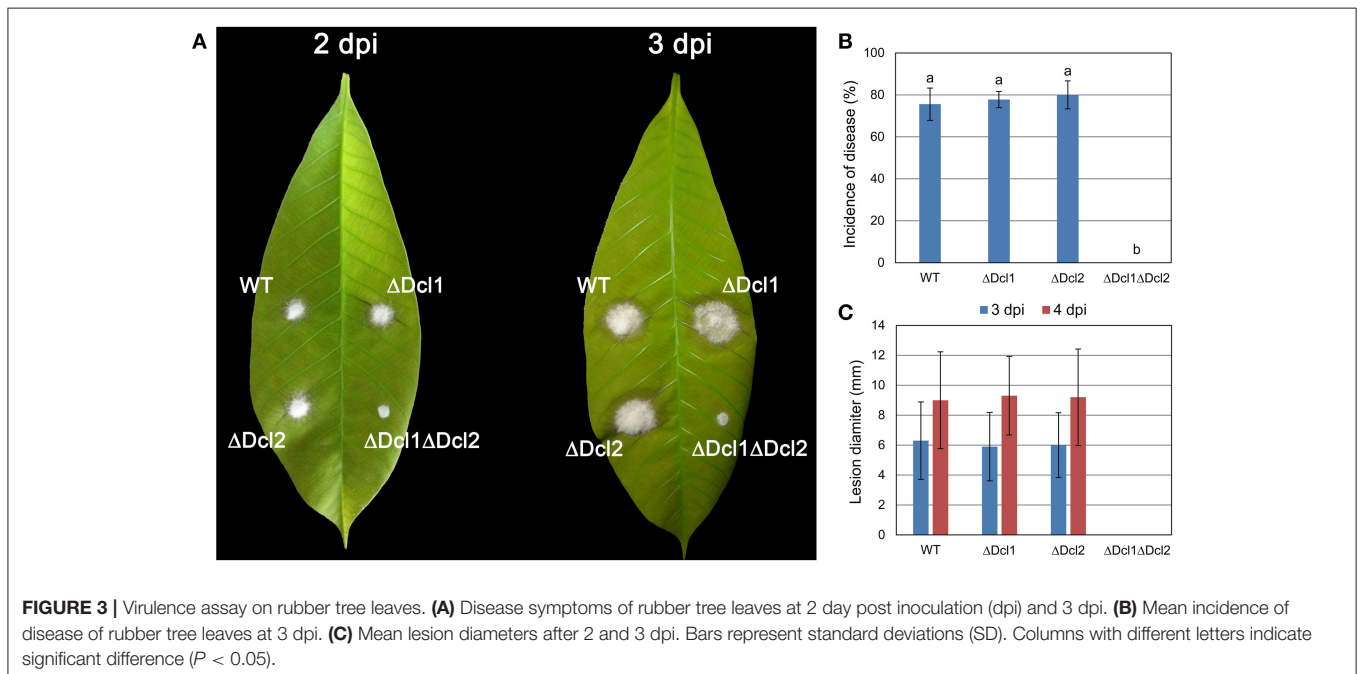 A
2 dpi
3 dpi
WT
ΔDcl1
ΔDcl2
ΔDcl1ΔDcl2
WT
ΔDcl1
ΔDcl2
ΔDcl1ΔDcl2
B
Incidence of disease (%)
100
80
60
40
20
0
a
a
a
b
WT
ΔDcl1
ΔDcl2
ΔDcl1ΔDcl2
C
3 dpi
4 dpi
Lesion diamiter (mm)
14
12
10
8
6
4
2
0
WT
ΔDcl1
ΔDcl2
ΔDcl1ΔDcl2
FIGURE 3 | Virulence assay on rubber tree leaves. (A) Disease symptoms of rubber tree leaves at 2 day post inoculation (dpi) and 3 dpi. (B) Mean incidence of
disease of rubber tree leaves at 3 dpi. (C) Mean lesion diameters after 2 and 3 dpi. Bars represent standard deviations (SD). Columns with different letters indicate
significant difference (P < 0.05).